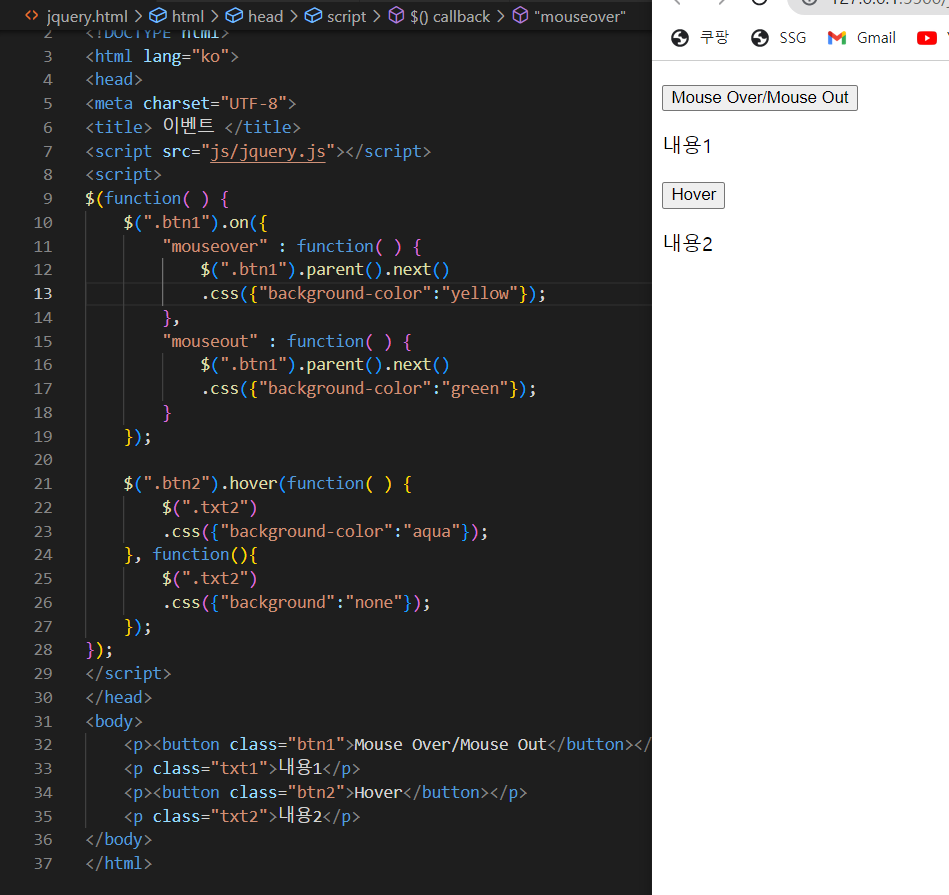 jquery.html > html > head > script > $() callback > "mouseover"
2 <!DOCTYPE html>
3 <html lang="ko">
4 <head>
5 <meta charset="UTF-8">
6 <title> 이벤트 </title>
7 <script src="js/jquery.js"></script>
8 <script>
9 $(function( ) {
10 $(".btn1").on({
11 "mouseover" : function( ) {
12 $(".btn1").parent().next()
13 .css({"background-color":"yellow"});
14 },
15 "mouseout" : function( ) {
16 $(".btn1").parent().next()
17 .css({"background-color":"green"});
18 }
19 });
20
21 $(".btn2").hover(function( ) {
22 $(".txt2")
23 .css({"background-color":"aqua"});
24 }, function(){
25 $(".txt2")
26 .css({"background":"none"});
27 });
28 });
29 </script>
30 </head>
31 <body>
32 <p><button class="btn1">Mouse Over/Mouse Out</button></
33 <p class="txt1">내용1</p>
34 <p><button class="btn2">Hover</button></p>
35 <p class="txt2">내용2</p>
36 </body>
37 </html>
쿠팡 SSG Gmail
Mouse Over/Mouse Out
내용1
Hover
내용2